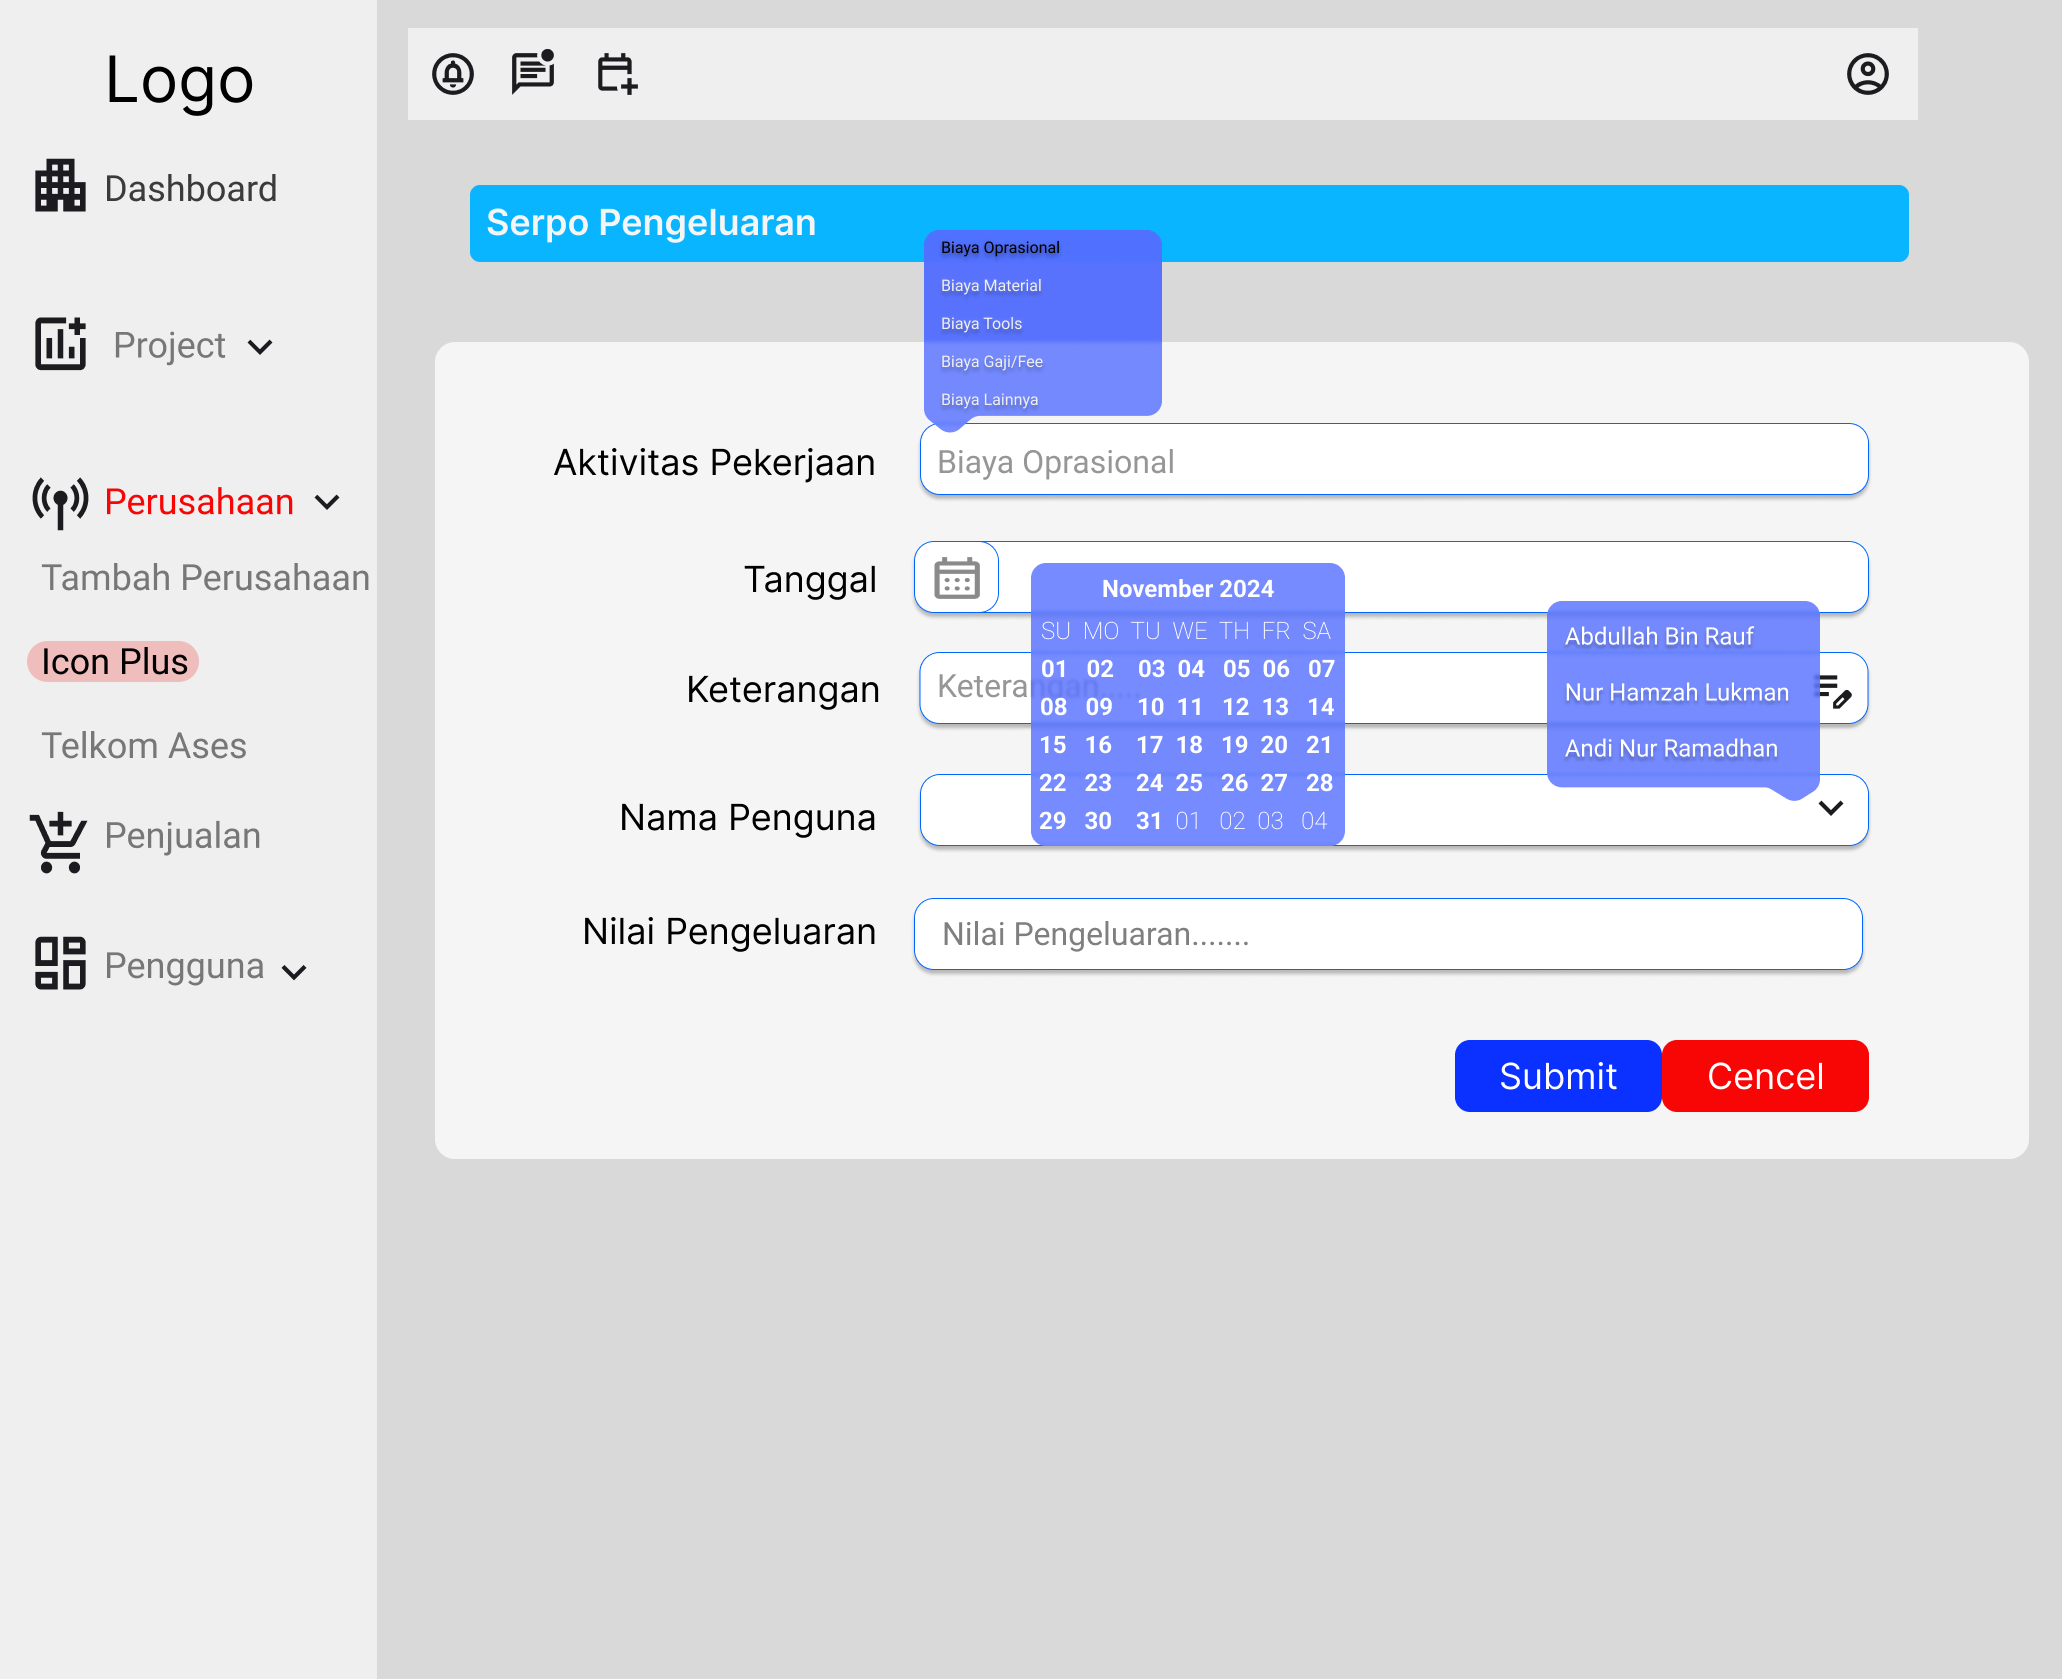 Logo
Dashboard
Project
Perusahaan
Tambah Perusahaan
Icon Plus
Telkom Ases
Penjualan
Pengguna
Serpo Pengeluaran
Biaya Oprasional
Biaya Material
Biaya Tools
Biaya Gaji/Fee
Biaya Lainnya
Aktivitas Pekerjaan
Biaya Oprasional
Tanggal
November 2024
SU MO TU WE TH FR SA
01 02 03 04 05 06 07
08 09 10 11 12 13 14
15 16 17 18 19 20 21
22 23 24 25 26 27 28
29 30 31 01 02 03 04
Abdullah Bin Rauf
Nur Hamzah Lukman
Andi Nur Ramadhan
Keterangan
Keterangan.....
Nama Penguna
Nilai Pengeluaran
Nilai Pengeluaran.......
Submit
Cencel